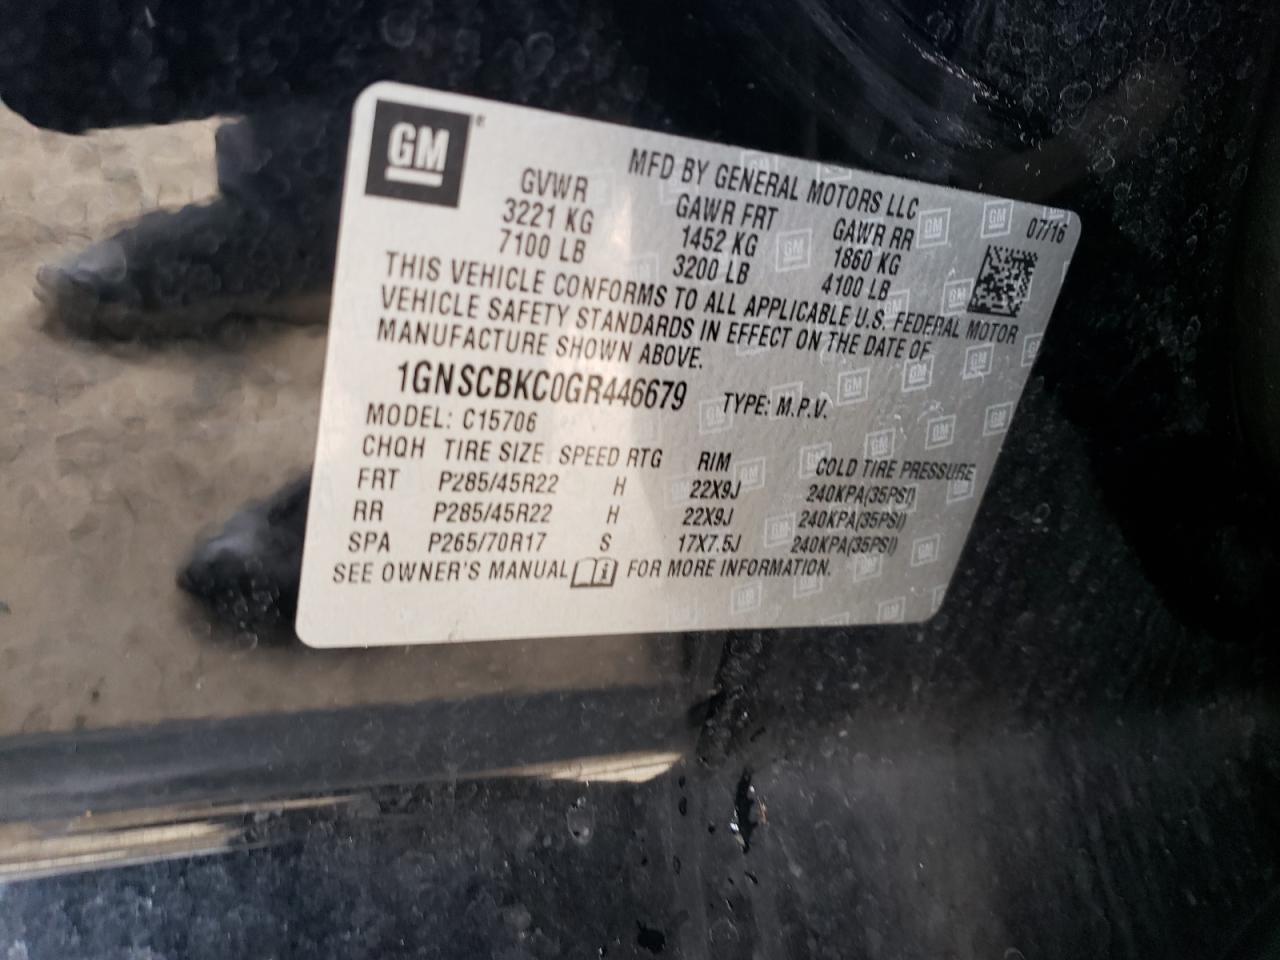 GM®
MFD BY GENERAL MOTORS LLC
07/16
GVWR GAWR FRT GAWR RR
3221 KG 1452 KG 1860 KG
7100 LB 3200 LB 4100 LB
THIS VEHICLE CONFORMS TO ALL APPLICABLE U.S. FEDERAL MOTOR
VEHICLE SAFETY STANDARDS IN EFFECT ON THE DATE OF
MANUFACTURE SHOWN ABOVE.
1GNSCBKC0GR446679 TYPE: M.P.V.
MODEL: C15706
CHQH TIRE SIZE SPEED RTG RIM COLD TIRE PRESSURE
FRT P285/45R22 H 22X9J 240KPA(35PSI)
RR P285/45R22 H 22X9J 240KPA(35PSI)
SPA P265/70R17 S 17X7.5J 240KPA(35PSI)
SEE OWNER'S MANUAL i FOR MORE INFORMATION.